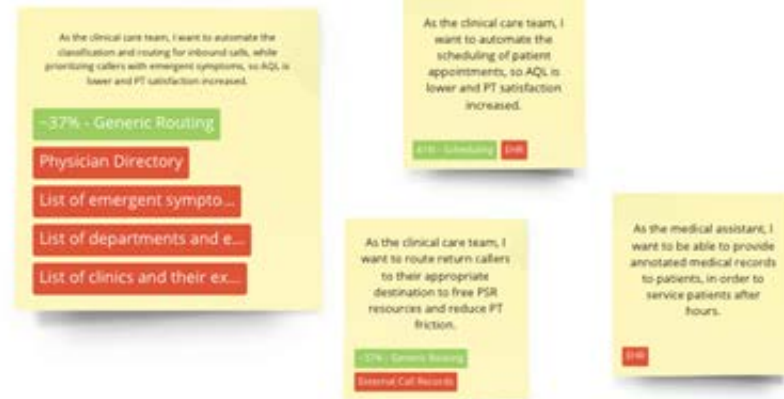 As the clinical care team, I want to automate the
classification and routing for inbound calls, while
prioritizing callers with emergent symptoms, so AQL is
lower and PT satisfaction increased.
~37% - Generic Routing
Physician Directory
List of emergent sympto...
List of departments and e...
List of clinics and their ex...
As the clinical care team, I
want to automate the
scheduling of patient
appointments, so AQL is
lower and PT satisfaction
increased.
- Scheduling
EHR
As the clinical care team, I
want to route return callers
to their appropriate
destination to free PSR
resources and reduce PT
friction.
~37% - Generic Routing
External Call Records
As the medical assistant, I
want to be able to provide
annotated medical records
to patients, in order to
service patients after
hours.
EHR